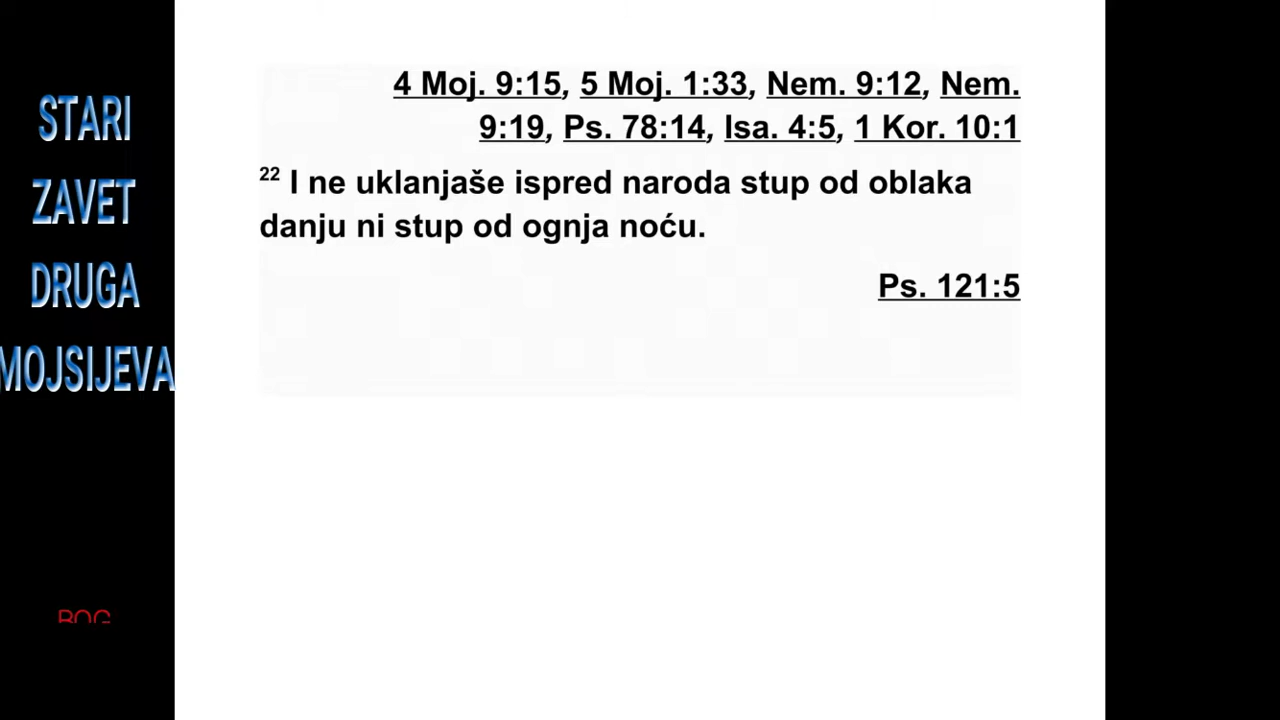 STARI
ZAVET
DRUGA
MOJSIJEVA
4 Moj. 9:15, 5 Moj. 1:33, Nem. 9:12, Nem.
9:19, Ps. 78:14, Isa. 4:5, 1 Kor. 10:1
22 I ne uklanjaše ispred naroda stup od oblaka
danju ni stup od ognja noću.
Ps. 121:5
BOG